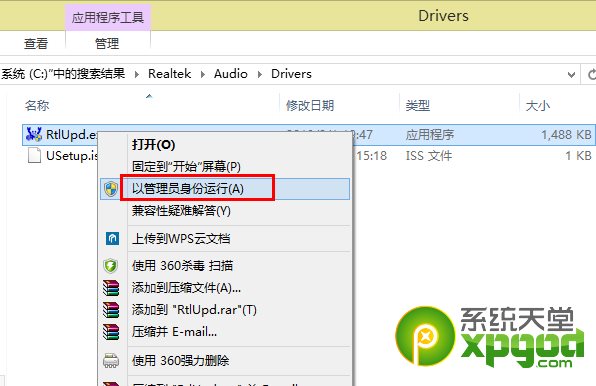 应用程序工具
Drivers
查看
管理
系统 (C:)"中的搜索结果 › Realtek › Audio › Drivers
名称 修改日期 类型 大小
RtlUpd.e 应用程序 1,488 KB
USetup.is 15:18 ISS 文件 1 KB
打开(O)
固定到"开始"屏幕(P)
以管理员身份运行(A)
兼容性疑难解答(Y)
上传到WPS云文档
使用 360杀毒 扫描
添加到压缩文件(A)...
添加到 "RtlUpd.rar"(T)
压缩并 E-mail...
使用 360强力删除
系统天堂
xpgod.com